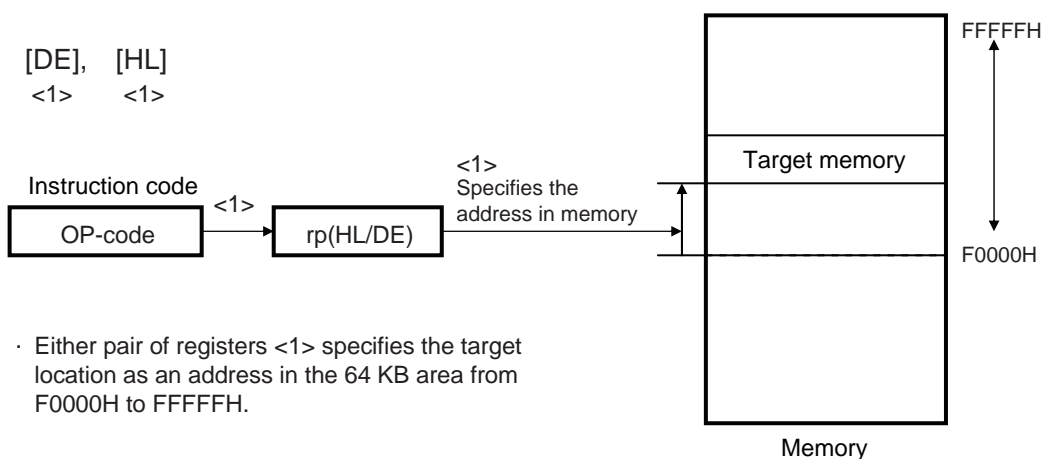 FFFFFH
[DE], [HL]
<1> <1>
Target memory
<1>
Specifies the
address in memory
Instruction code
<1>
OP-code
rp(HL/DE)
F0000H
· Either pair of registers <1> specifies the target
location as an address in the 64 KB area from
F0000H to FFFFFH.
Memory